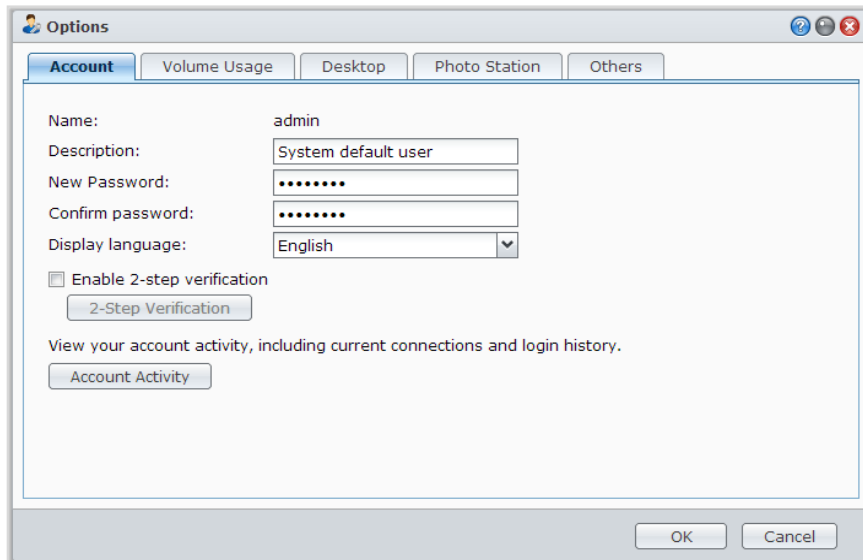 Options
Account Volume Usage Desktop Photo Station Others
Name: admin
Description: System default user
New Password: ••••••••
Confirm password: ••••••••
Display language: English
Enable 2-step verification
2-Step Verification
View your account activity, including current connections and login history.
Account Activity
OK Cancel